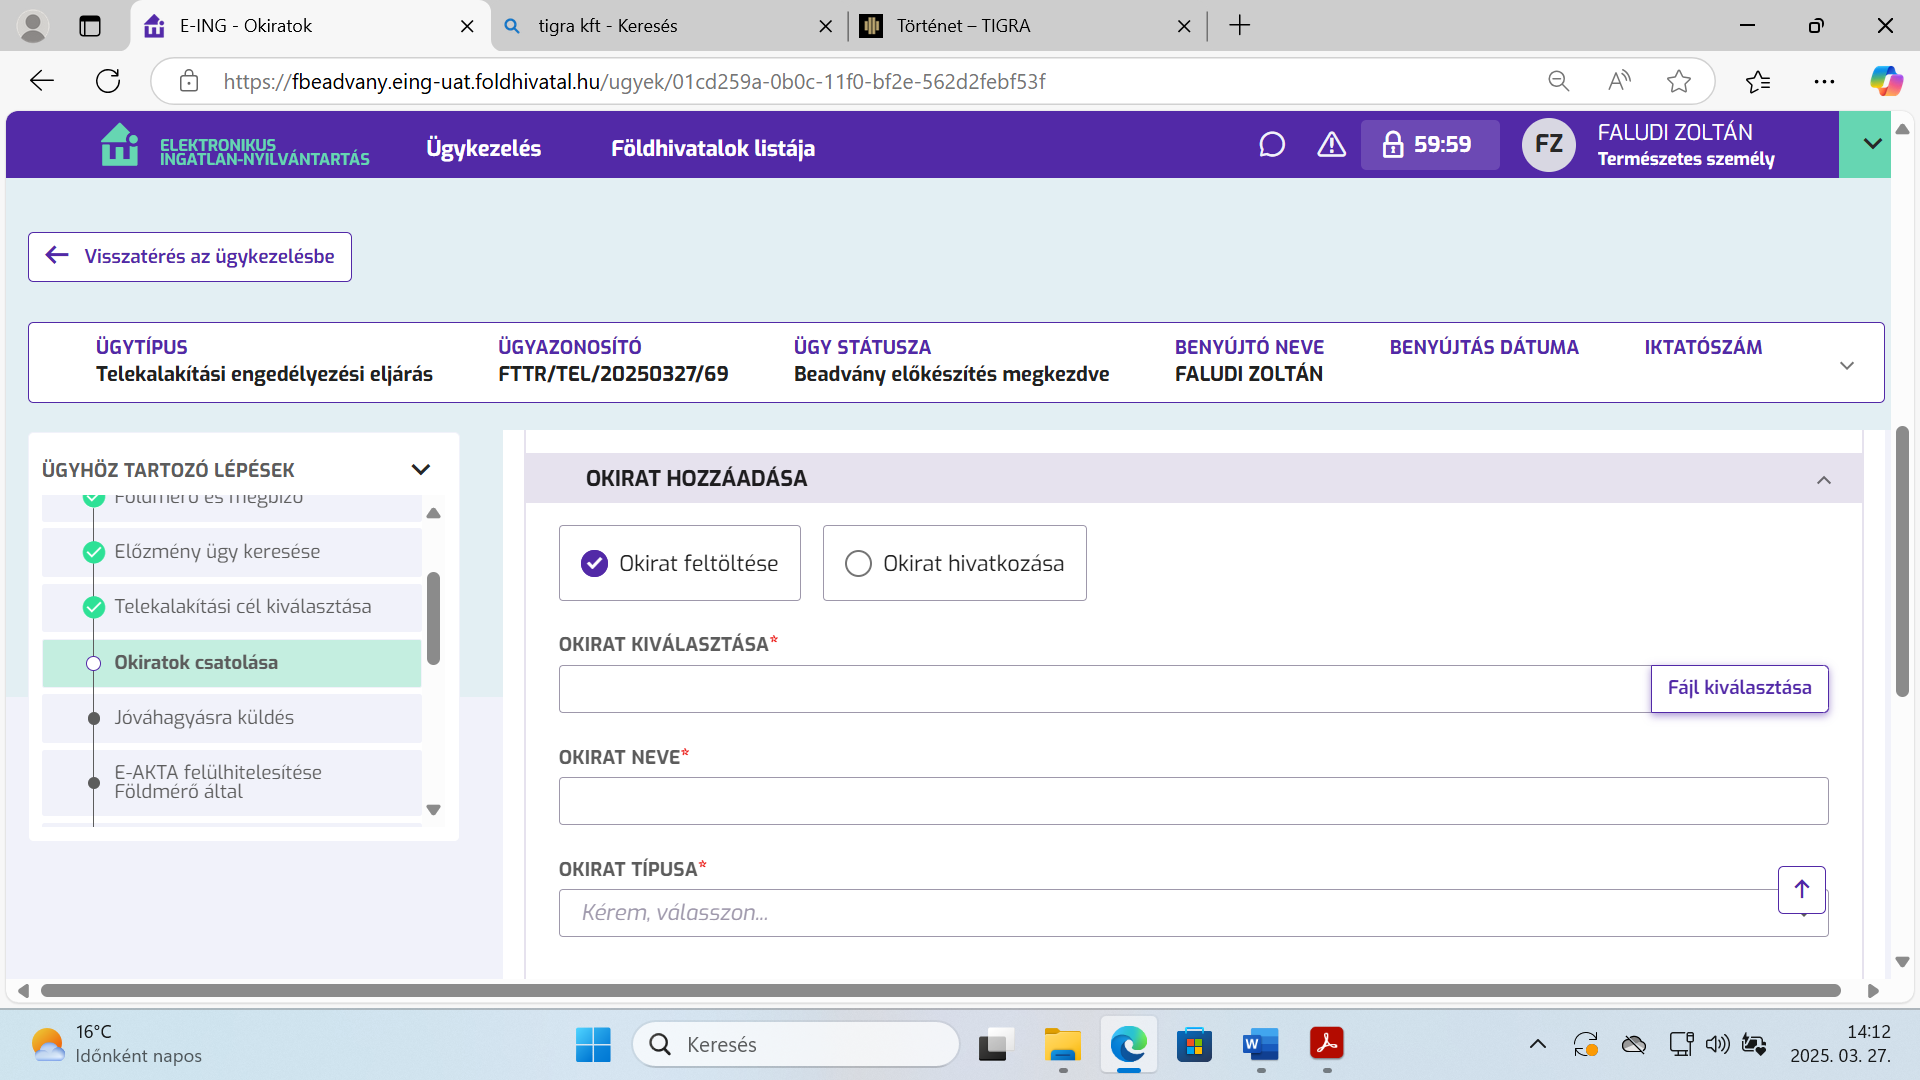 E-ING - Okiratok
tigra kft - Keresés
Történet – TIGRA
https://fbeadvany.eing-uat.foldhivatal.hu/ugyek/01cd259a-0b0c-11f0-bf2e-562d2febf53f
ELEKTRONIKUS
INGATLAN-NYILVÁNTARTÁS
Ügykezelés
Földhivatalok listája
59:59
FZ
FALUDI ZOLTÁN
Természetes személy
Visszatérés az ügykezelésbe
ÜGYTÍPUS
Telekalakítási engedélyezési eljárás
ÜGYAZONOSÍTÓ
FTTR/TEL/20250327/69
ÜGY STÁTUSZA
Beadvány előkészítés megkezdve
BENYÚJTÓ NEVE
FALUDI ZOLTÁN
BENYÚJTÁS DÁTUMA
IKTATÓSZÁM
ÜGYHÖZ TARTOZÓ LÉPÉSEK
Földmérő és megbízó
Előzmény ügy keresése
Telekalakítási cél kiválasztása
Okiratok csatolása
Jóváhagyásra küldés
E-AKTA felülhitelesítése
Földmérő által
OKIRAT HOZZÁADÁSA
Okirat feltöltése
Okirat hivatkozása
OKIRAT KIVÁLASZTÁSA*
Fájl kiválasztása
OKIRAT NEVE*
OKIRAT TÍPUSA*
Kérem, válasszon...
16°C
Időnként napos
Keresés
14:12
2025. 03. 27.